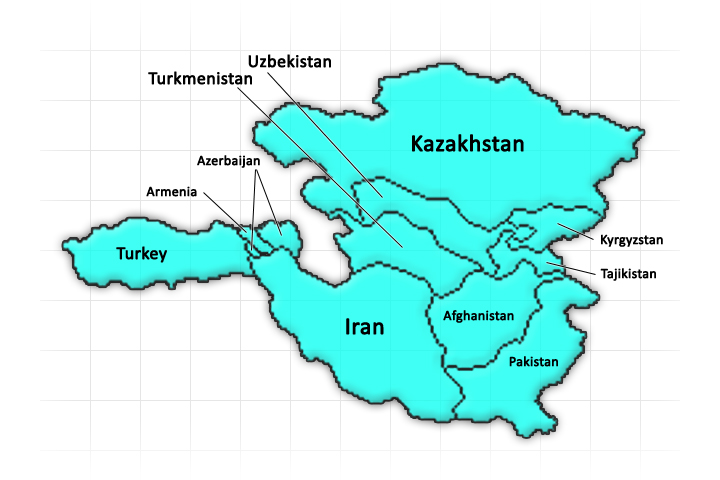 Uzbekistan
Turkmenistan
Kazakhstan
Azerbaijan
Armenia
Kyrgyzstan
Turkey
Tajikistan
Afghanistan
Iran
Pakistan